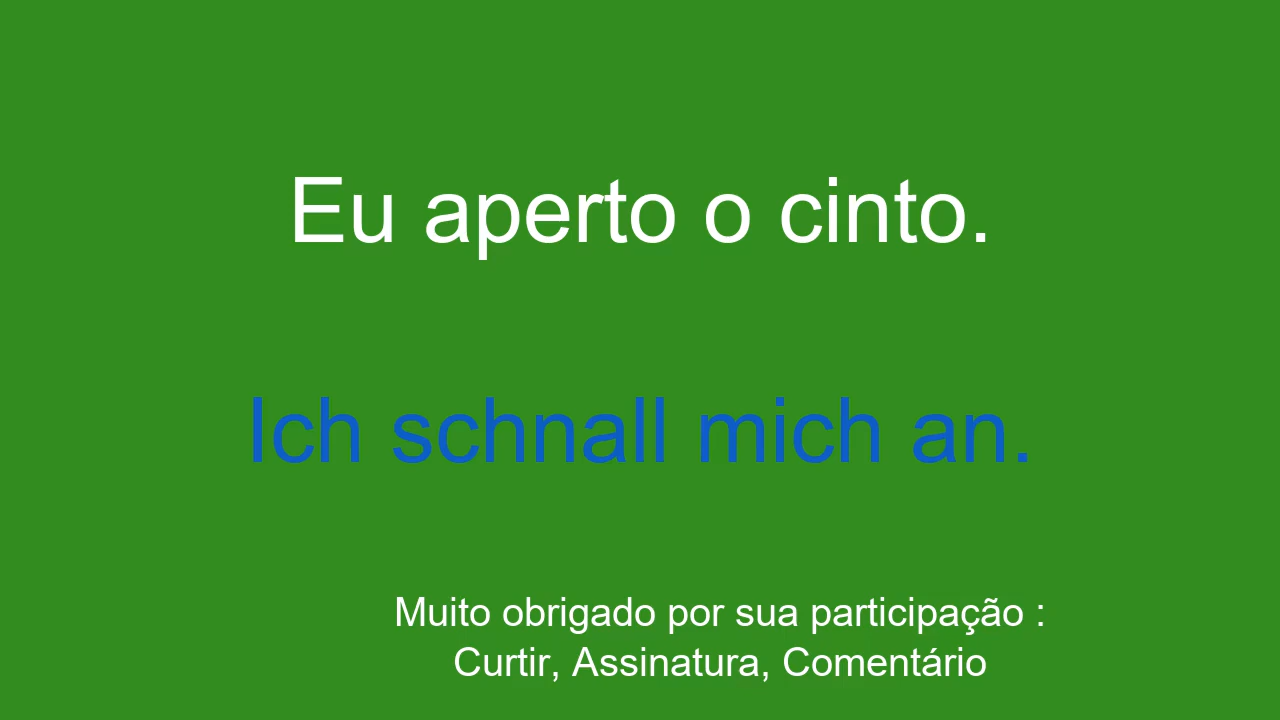 Eu aperto o cinto.
Ich schnall mich an.
Muito obrigado por sua participação :
Curtir, Assinatura, Comentário